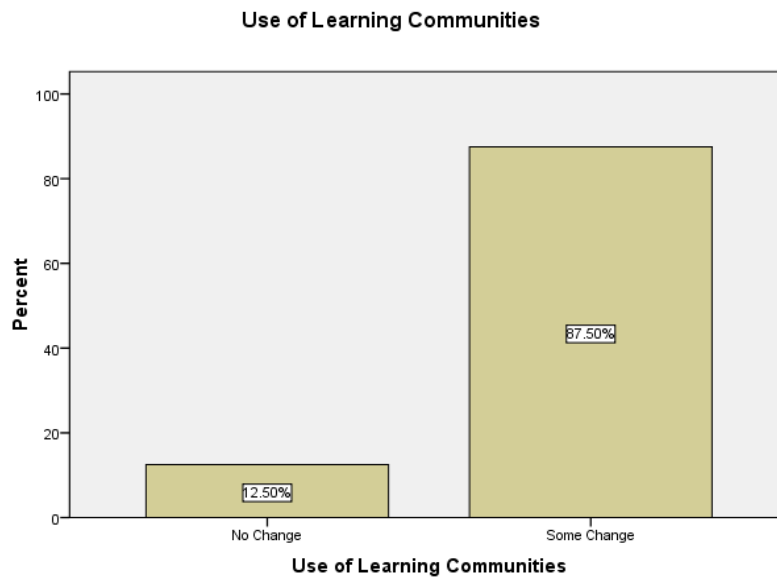 Use of Learning Communities
Percent
100
80
60
40
20
0
87.50%
12.50%
No Change
Some Change
Use of Learning Communities